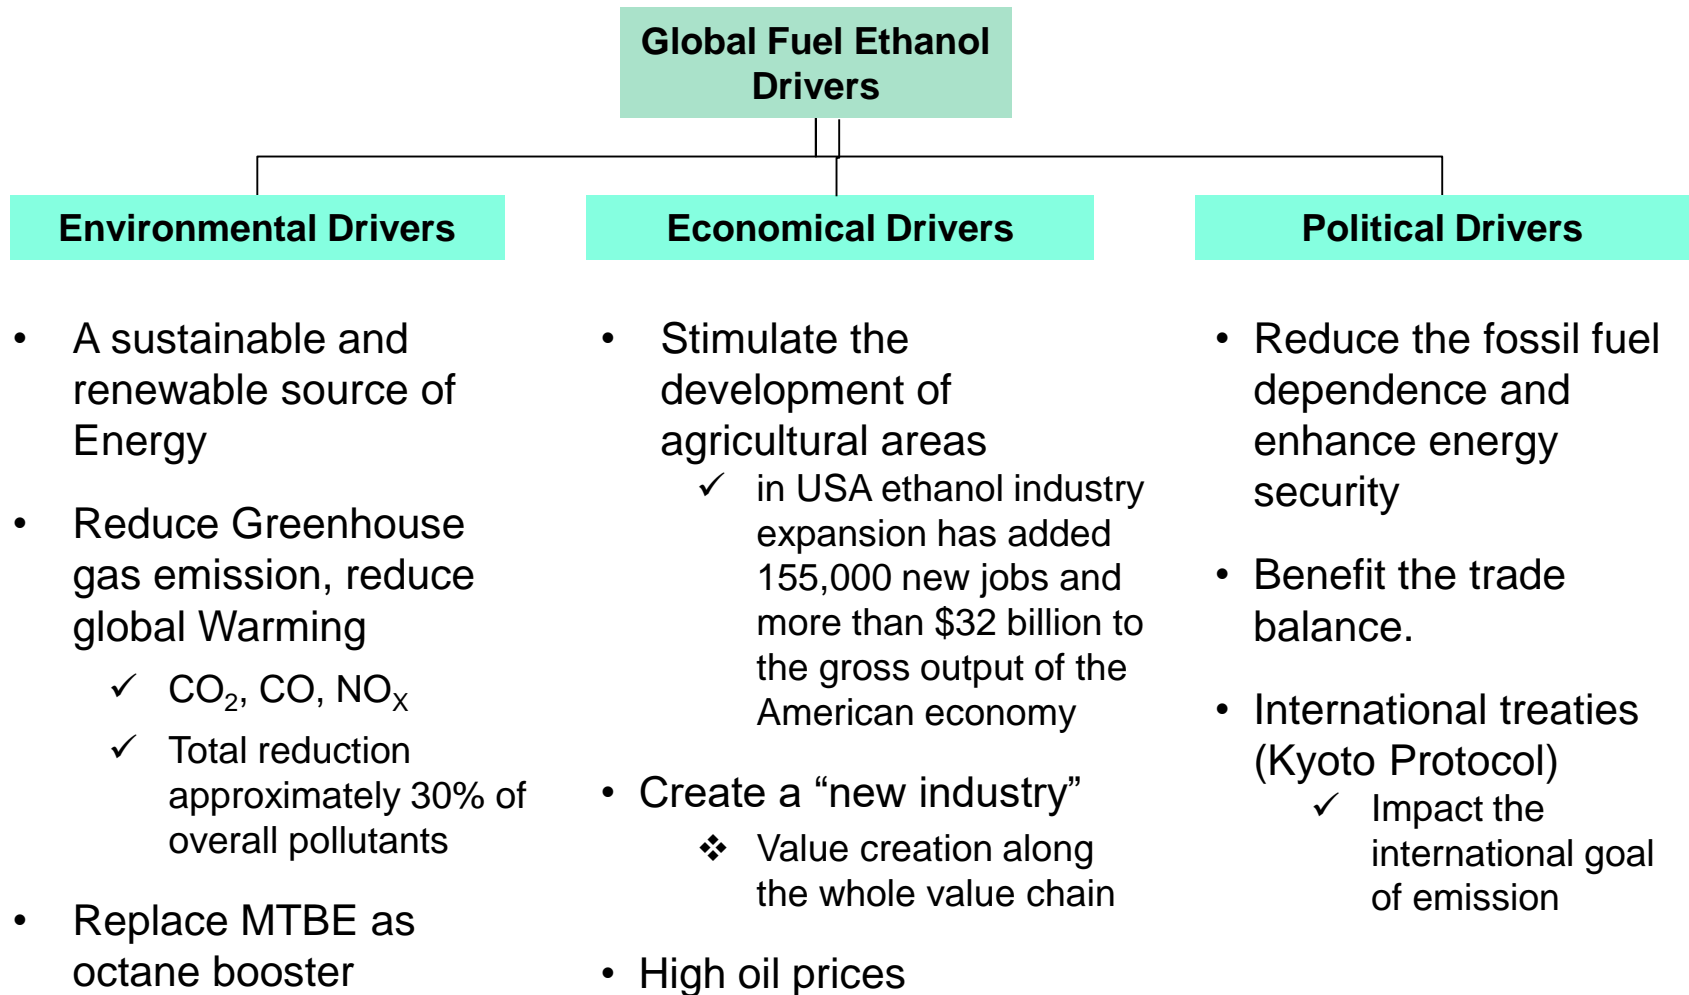 Global Fuel Ethanol
Drivers
Environmental Drivers
• A sustainable and
renewable source of
Energy
• Reduce Greenhouse
gas emission, reduce
global Warming
✓ CO₂, CO, NOₓ
✓ Total reduction
approximately 30% of
overall pollutants
• Replace MTBE as
octane booster
Economical Drivers
• Stimulate the
development of
agricultural areas
✓ in USA ethanol industry
expansion has added
155,000 new jobs and
more than $32 billion to
the gross output of the
American economy
• Create a “new industry”
❖ Value creation along
the whole value chain
• High oil prices
Political Drivers
• Reduce the fossil fuel
dependence and
enhance energy
security
• Benefit the trade
balance.
• International treaties
(Kyoto Protocol)
✓ Impact the
international goal
of emission